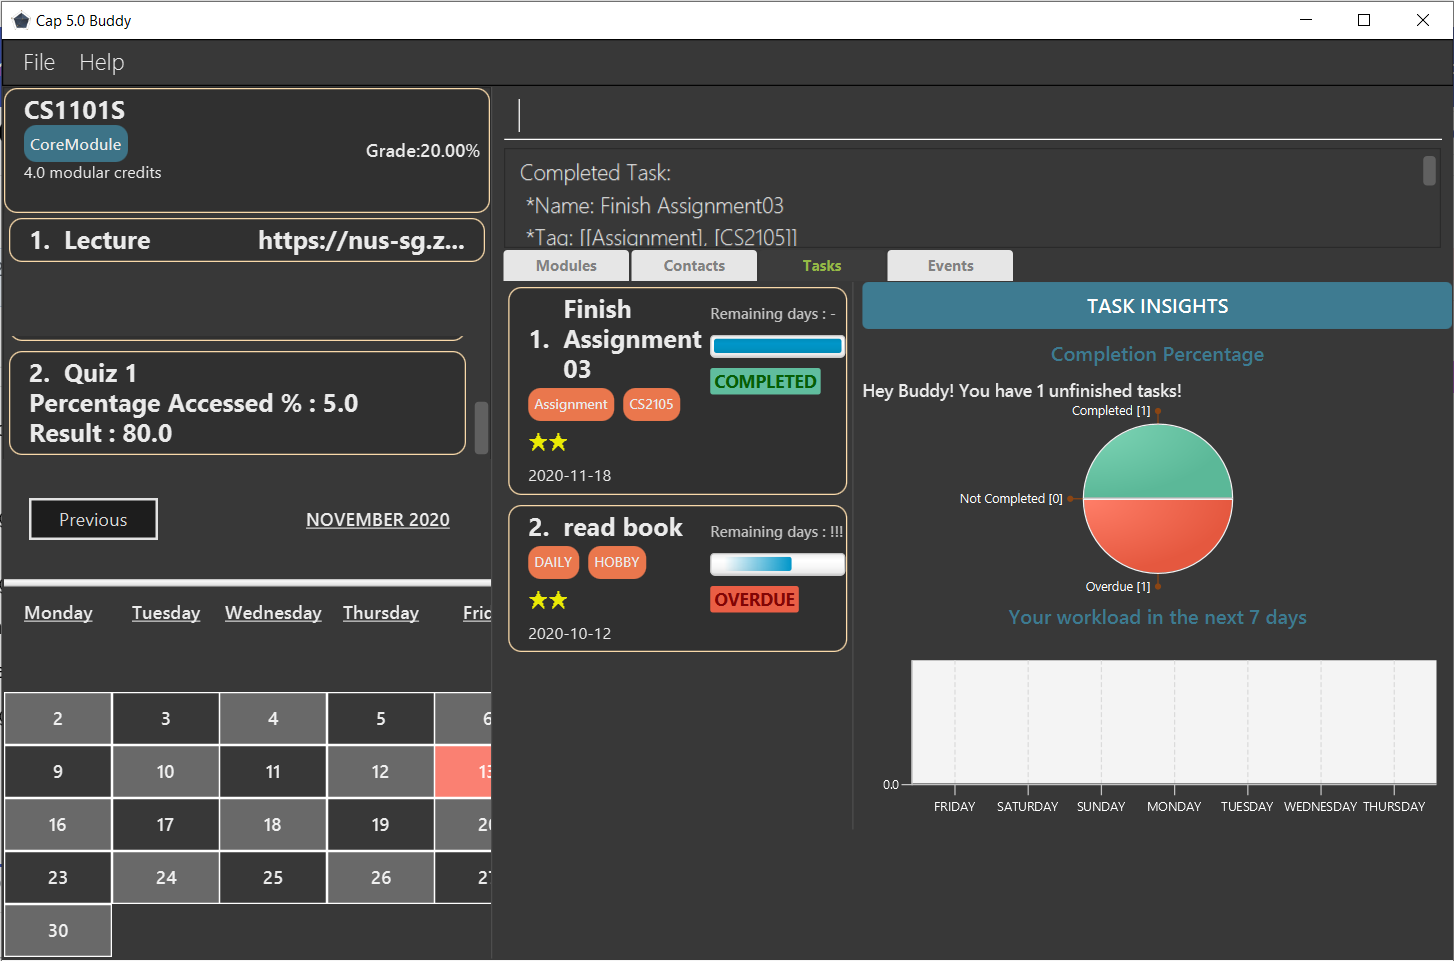 Cap 5.0 Buddy
File Help
CS1101S
CoreModule
4.0 modular credits
Grade:20.00%
1. Lecture https://nus-sg.z...
2. Quiz 1
Percentage Accessed % : 5.0
Result : 80.0
Previous
NOVEMBER 2020
Monday Tuesday Wednesday Thursday Frid
2 3 4 5 6
9 10 11 12 13
16 17 18 19 20
23 24 25 26 27
30
Completed Task:
*Name: Finish Assignment03
*Tag: [[Assignment], [CS2105]]
Modules Contacts Tasks Events
1. Finish
Assignment
03
Assignment CS2105
2020-11-18
Remaining days : -
COMPLETED
2. read book
DAILY HOBBY
2020-10-12
Remaining days : !!!
OVERDUE
TASK INSIGHTS
Completion Percentage
Hey Buddy! You have 1 unfinished tasks!
Completed [1]
Not Completed [0]
Overdue [1]
Your workload in the next 7 days
0.0
FRIDAY SATURDAY SUNDAY MONDAY TUESDAY WEDNESDAY THURSDAY